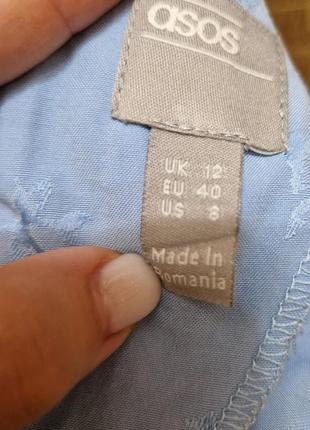 asos
UK 12
EU 40
US 8
Made In
Romania